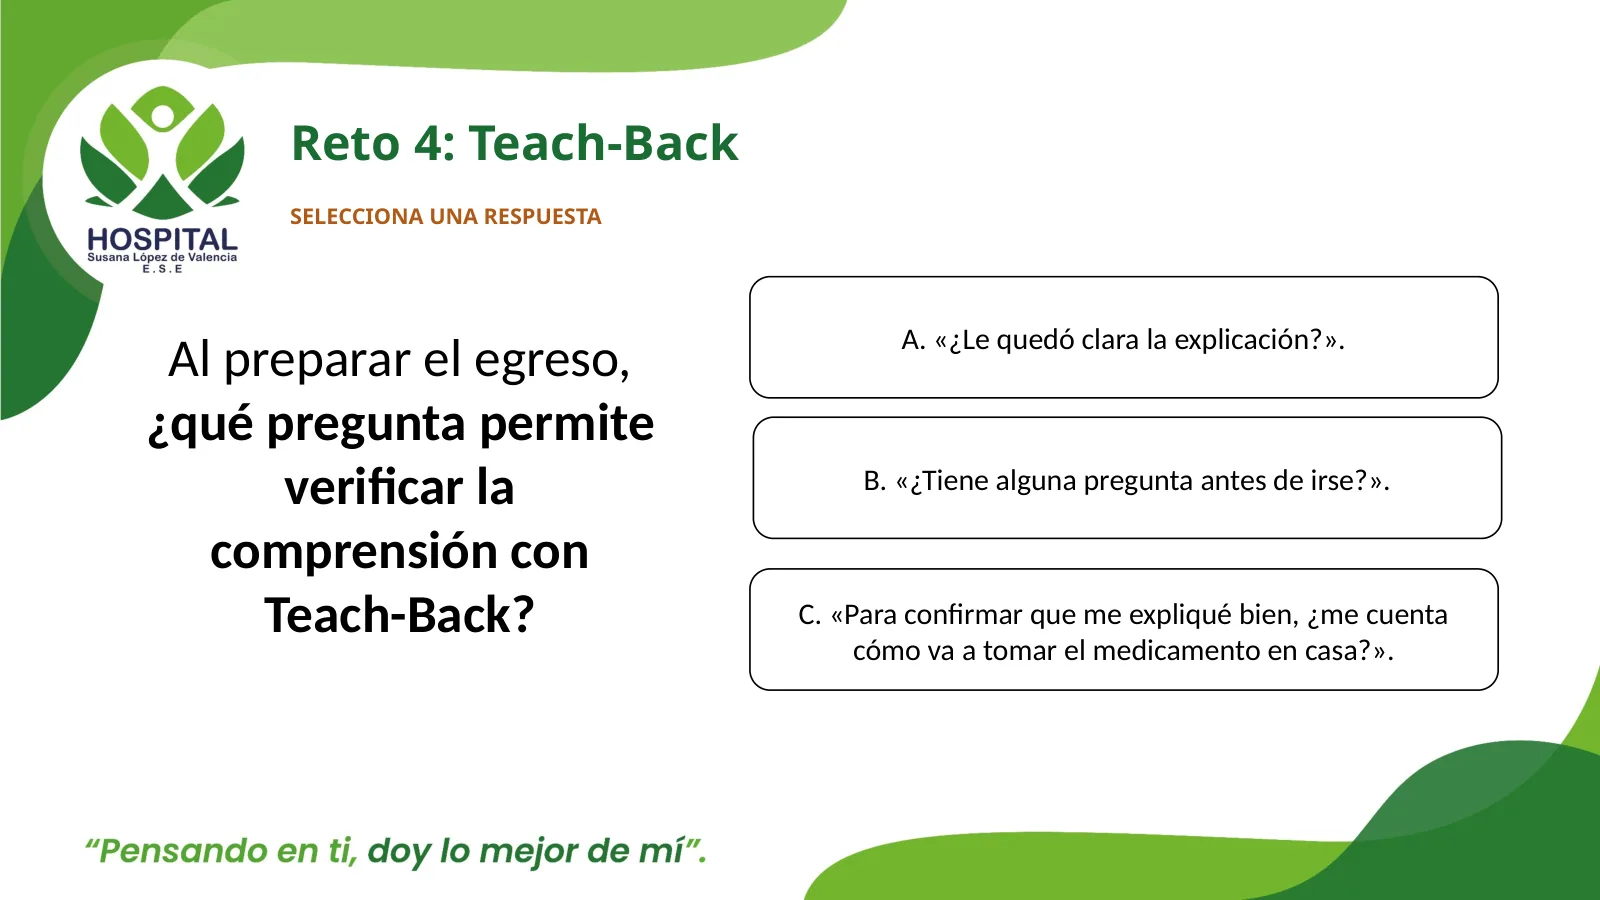 HOSPITAL
Susana López de Valencia
E.S.E
Reto 4: Teach-Back
SELECCIONA UNA RESPUESTA
Al preparar el egreso,
¿qué pregunta permite
verificar la
comprensión con
Teach-Back?
A. «¿Le quedó clara la explicación?».
B. «¿Tiene alguna pregunta antes de irse?».
C. «Para confirmar que me expliqué bien, ¿me cuenta
cómo va a tomar el medicamento en casa?».
“Pensando en ti, doy lo mejor de mí”.